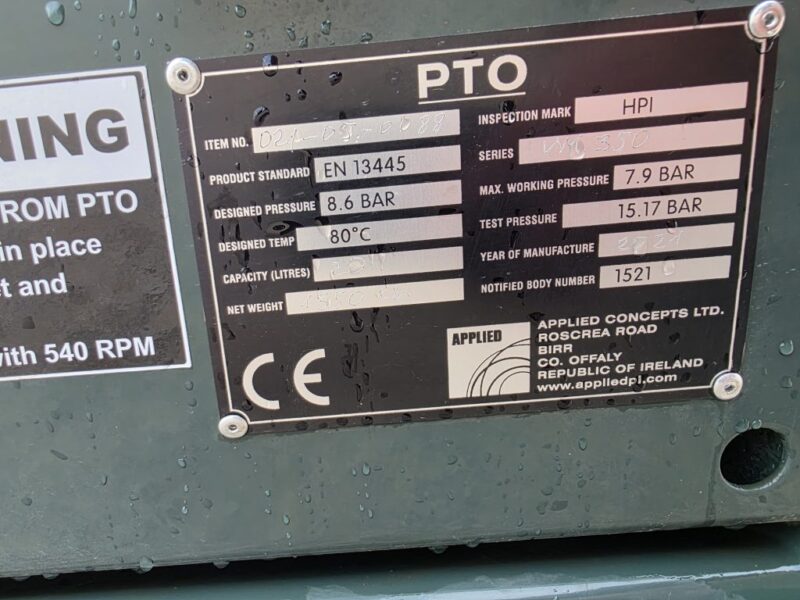 NING
ROM PTO
in place
t and
with 540 RPM
PTO
ITEM NO.
PRODUCT STANDARD EN 13445
DESIGNED PRESSURE 8.6 BAR
DESIGNED TEMP 80°C
CAPACITY (LITRES)
NET WEIGHT
INSPECTION MARK HPI
SERIES
MAX. WORKING PRESSURE 7.9 BAR
TEST PRESSURE 15.17 BAR
YEAR OF MANUFACTURE 2021
NOTIFIED BODY NUMBER 1521
CE
APPLIED
APPLIED CONCEPTS LTD.
ROSCREA ROAD
BIRR
CO. OFFALY
REPUBLIC OF IRELAND
www.appliedpi.com